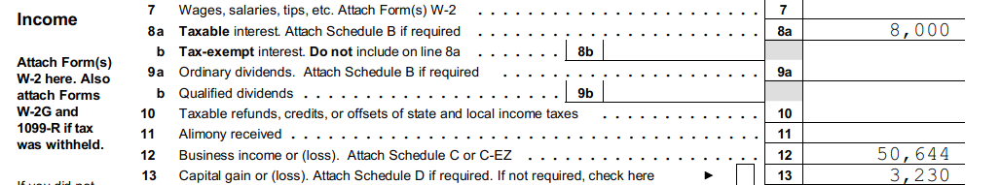 Income
7 Wages, salaries, tips, etc. Attach Form(s) W-2 7
8a Taxable interest. Attach Schedule B if required 8a 8,000
b Tax-exempt interest. Do not include on line 8a 8b
Attach Form(s)
W-2 here. Also
attach Forms
W-2G and
1099-R if tax
was withheld.
9a Ordinary dividends. Attach Schedule B if required 9a
b Qualified dividends 9b
10 Taxable refunds, credits, or offsets of state and local income taxes 10
11 Alimony received 11
12 Business income or (loss). Attach Schedule C or C-EZ 12 50,644
13 Capital gain or (loss). Attach Schedule D if required. If not required, check here ► 13 3,230
If you did not